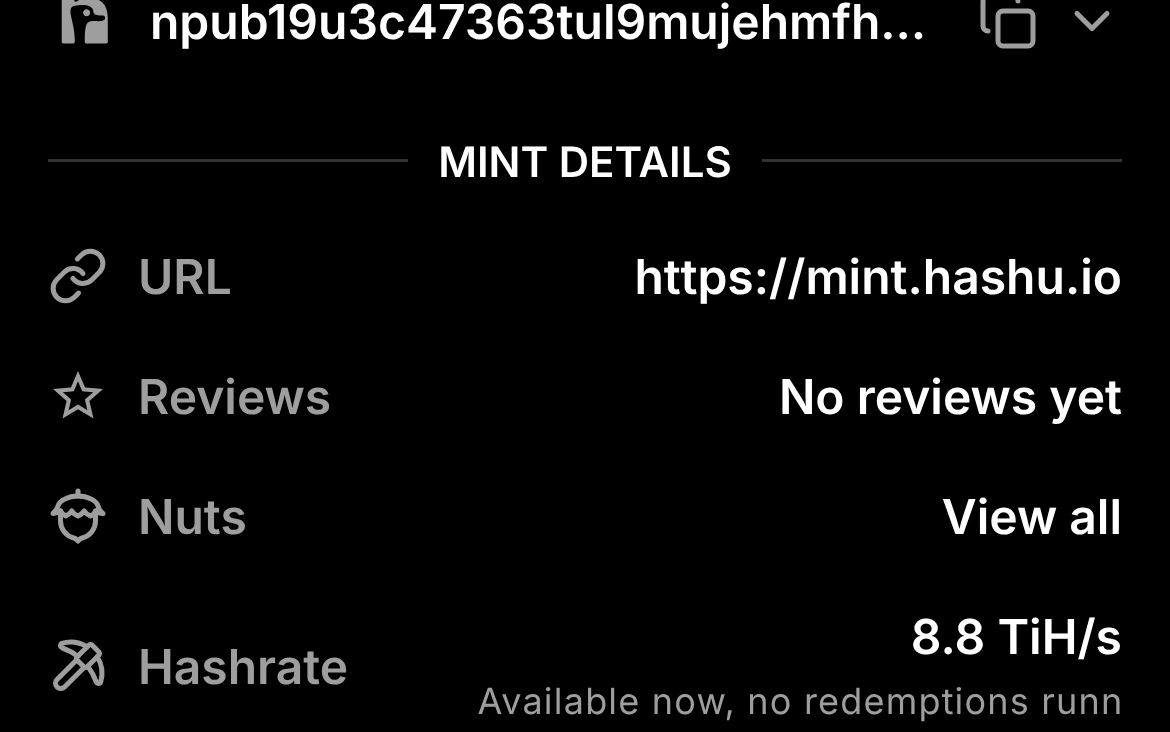 npub19u3c47363tul9mujehmfh...
MINT DETAILS
URL https://mint.hashu.io
Reviews No reviews yet
Nuts View all
8.8 TiH/s
Hashrate
Available now, no redemptions runn